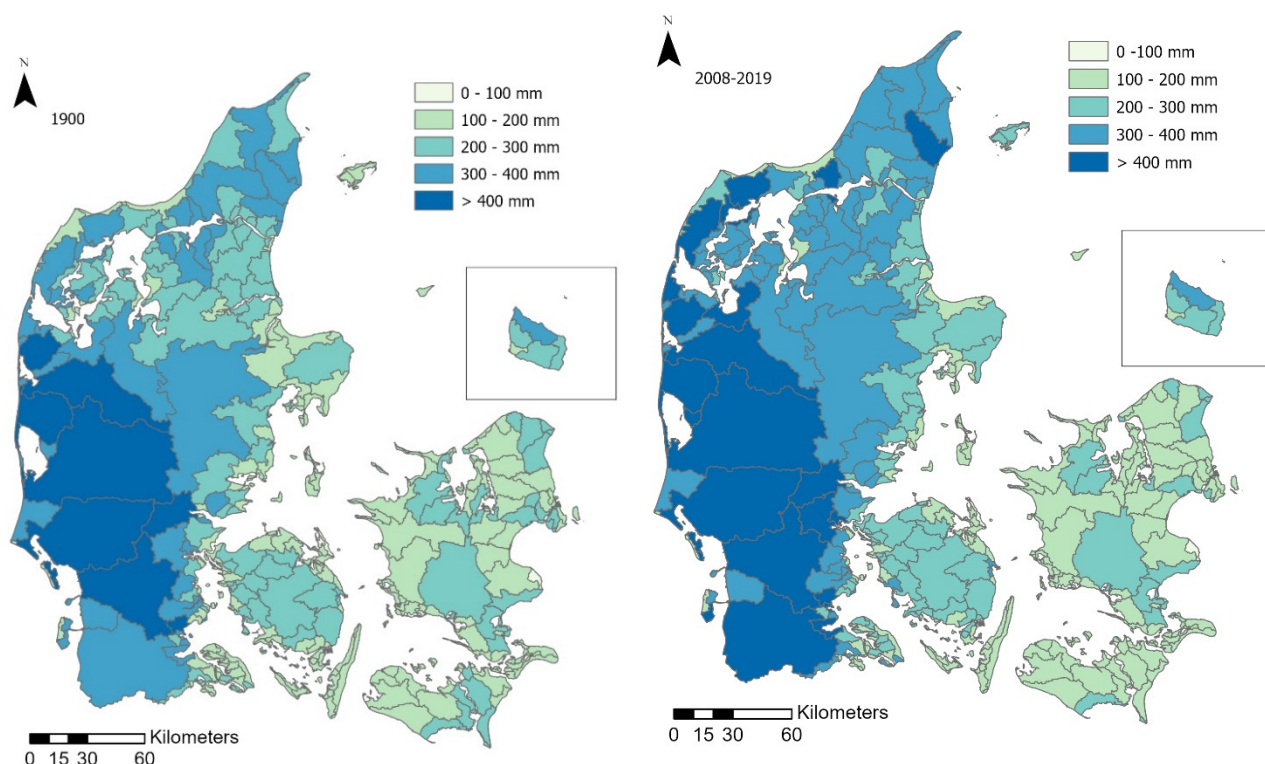 N
1900
0 - 100 mm
100 - 200 mm
200 - 300 mm
300 - 400 mm
> 400 mm
Kilometers
0 15 30 60
N
2008-2019
0 -100 mm
100 - 200 mm
200 - 300 mm
300 - 400 mm
> 400 mm
Kilometers
0 15 30 60